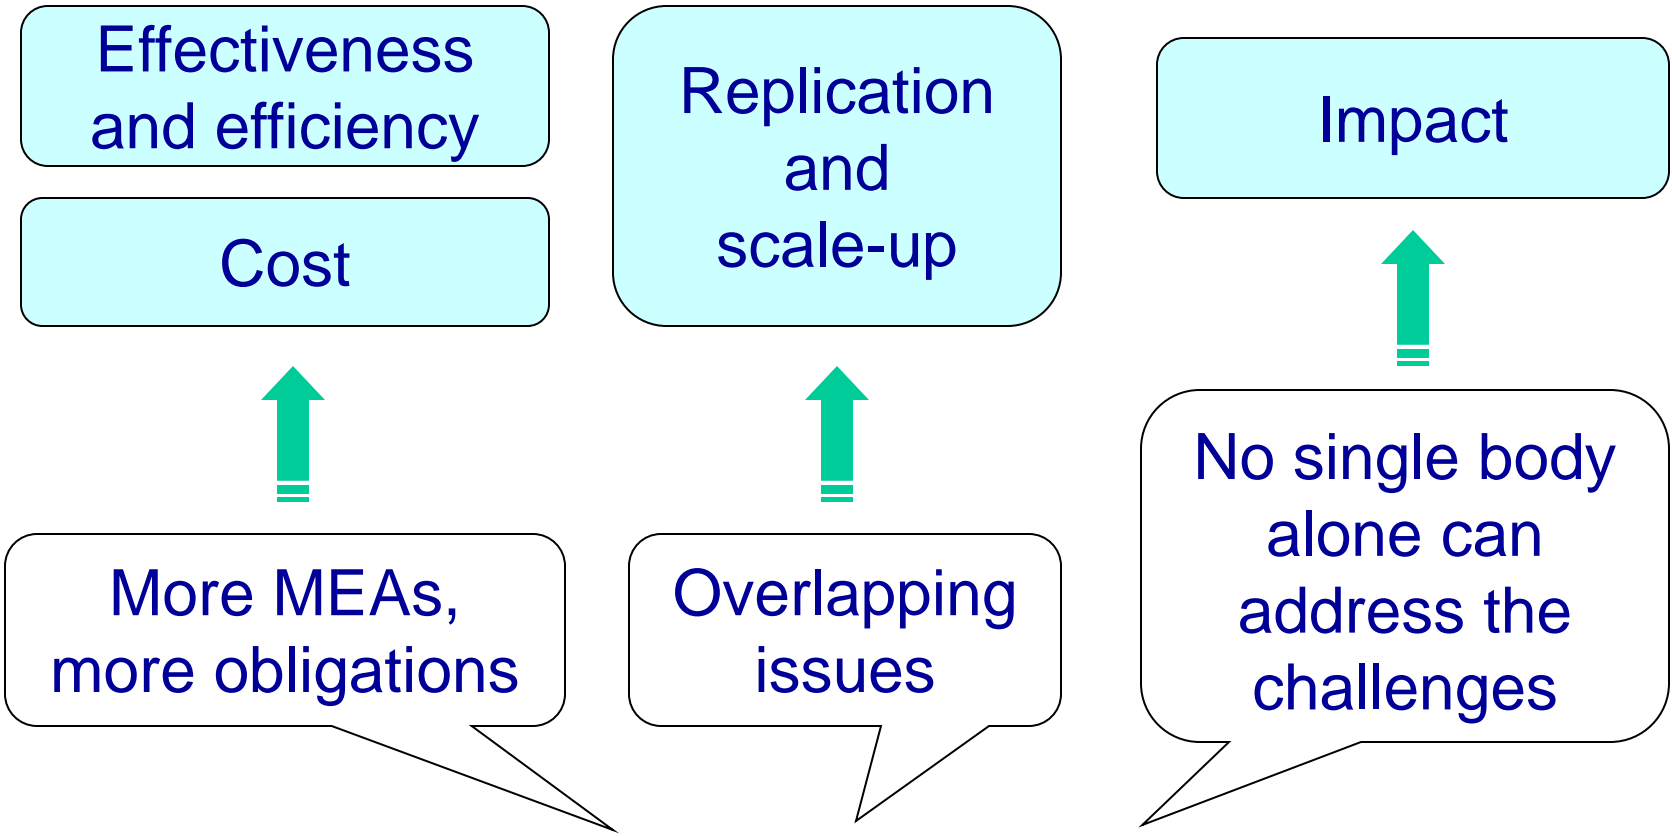 Effectiveness
and efficiency
Cost
Replication
and
scale-up
Impact
More MEAs,
more obligations
Overlapping
issues
No single body
alone can
address the
challenges